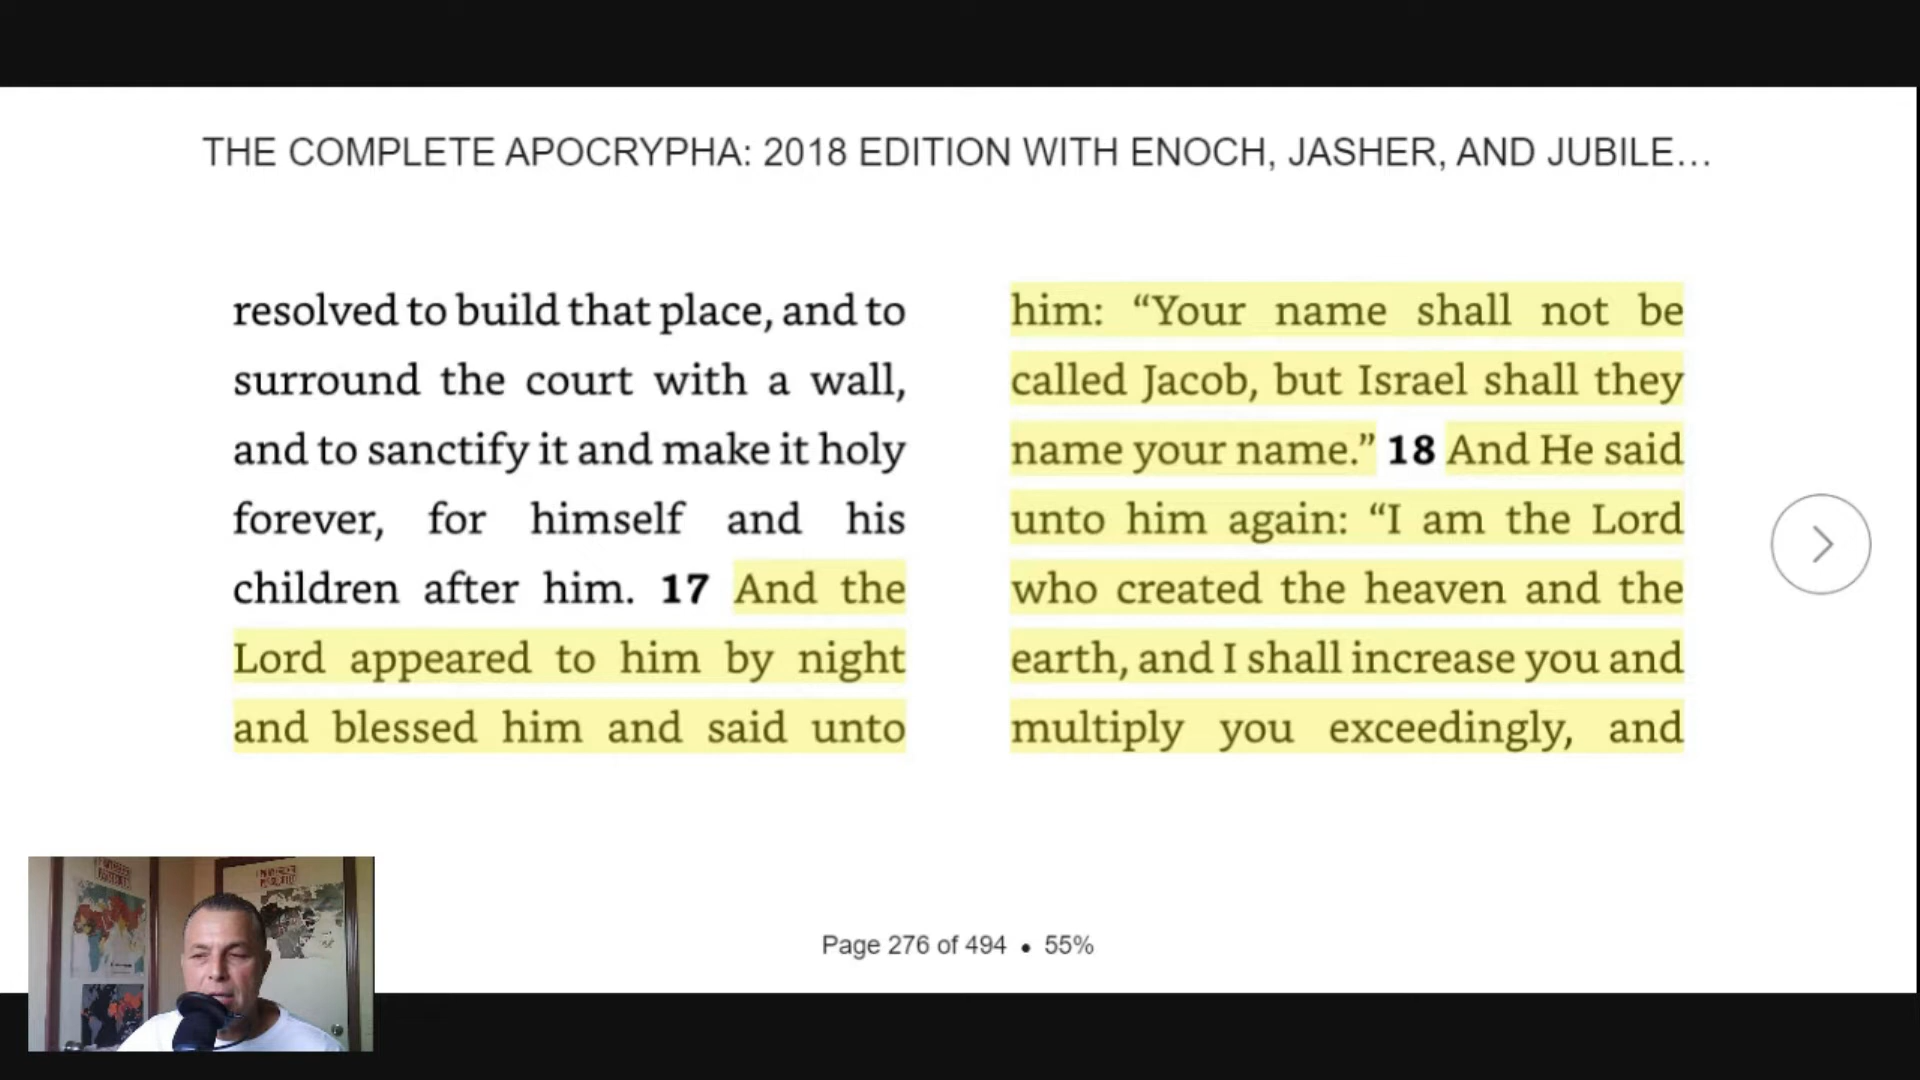 THE COMPLETE APOCRYPHA: 2018 EDITION WITH ENOCH, JASHER, AND JUBILE…
resolved to build that place, and to
surround the court with a wall,
and to sanctify it and make it holy
forever, for himself and his
children after him. 17 And the
Lord appeared to him by night
and blessed him and said unto
him: “Your name shall not be
called Jacob, but Israel shall they
name your name.” 18 And He said
unto him again: “I am the Lord
who created the heaven and the
earth, and I shall increase you and
multiply you exceedingly, and
Page 276 of 494 • 55%